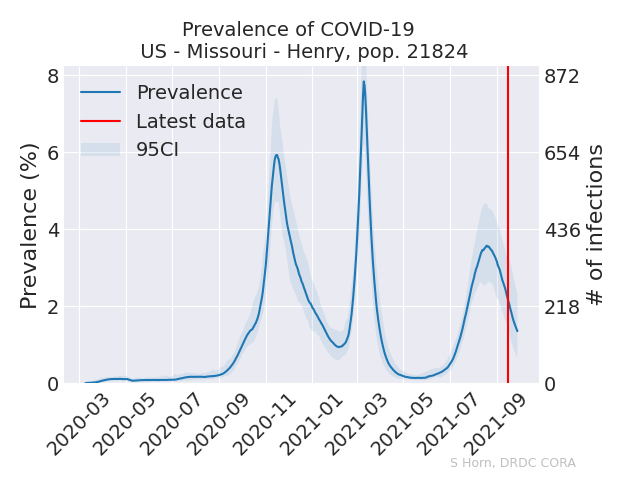 Prevalence of COVID-19
US - Missouri - Henry, pop. 21824
Prevalence (%)
# of infections
8
6
4
2
0
872
654
436
218
0
Prevalence
Latest data
95CI
2020-03
2020-05
2020-07
2020-09
2020-11
2021-01
2021-03
2021-05
2021-07
2021-09
S Horn, DRDC CORA